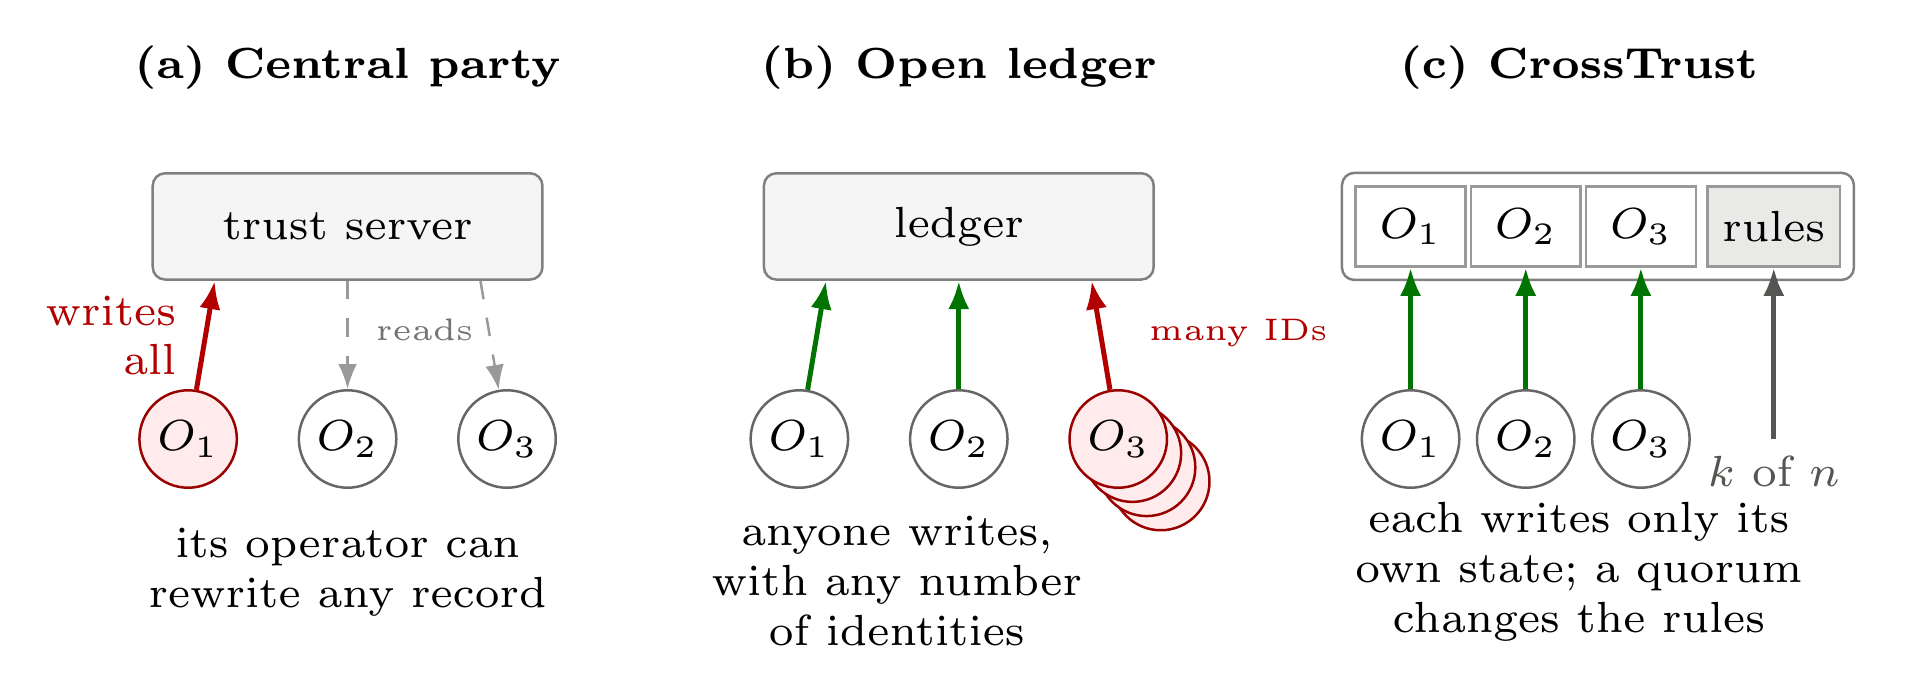 (a) Central party
trust server
writes
all
reads
O₁
O₂
O₃
its operator can
rewrite any record
(b) Open ledger
ledger
many IDs
O₁
O₂
O₃
anyone writes,
with any number
of identities
(c) CrossTrust
O₁
O₂
O₃
rules
O₁
O₂
O₃
k of n
each writes only its
own state; a quorum
changes the rules